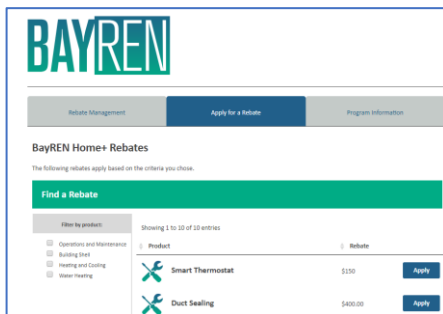 BAYREN
Rebate Management
Apply for a Rebate
Program Information
BayREN Home+ Rebates
The following rebates apply based on the criteria you chose.
Find a Rebate
Filter by product:
Operations and Maintenance
Building Shell
Heating and Cooling
Water Heating
Showing 1 to 10 of 10 entries
Product Rebate
Smart Thermostat $150 Apply
Duct Sealing $400.00 Apply